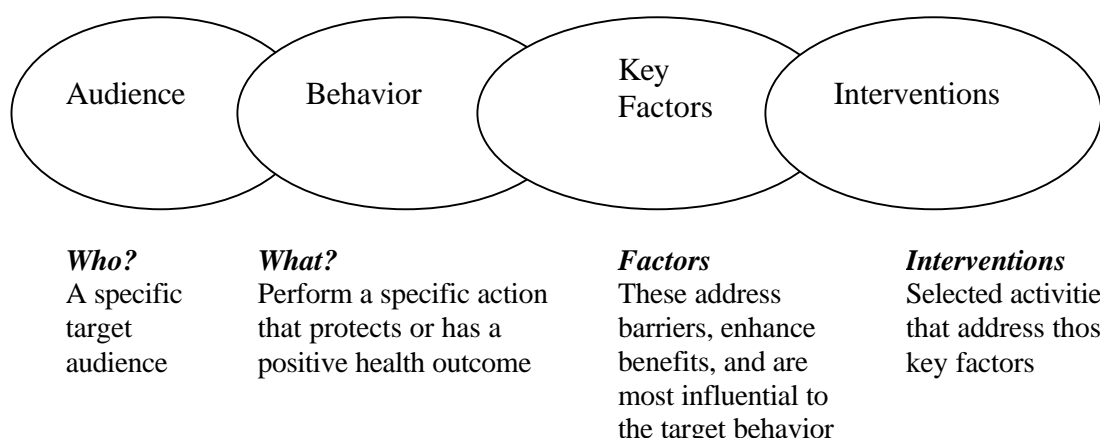 Audience
Behavior
Key
Factors
Interventions
Who?
A specific
target
audience
What?
Perform a specific action
that protects or has a
positive health outcome
Factors
These address
barriers, enhance
benefits, and are
most influential to
the target behavior
Interventions
Selected activitie
that address thos
key factors